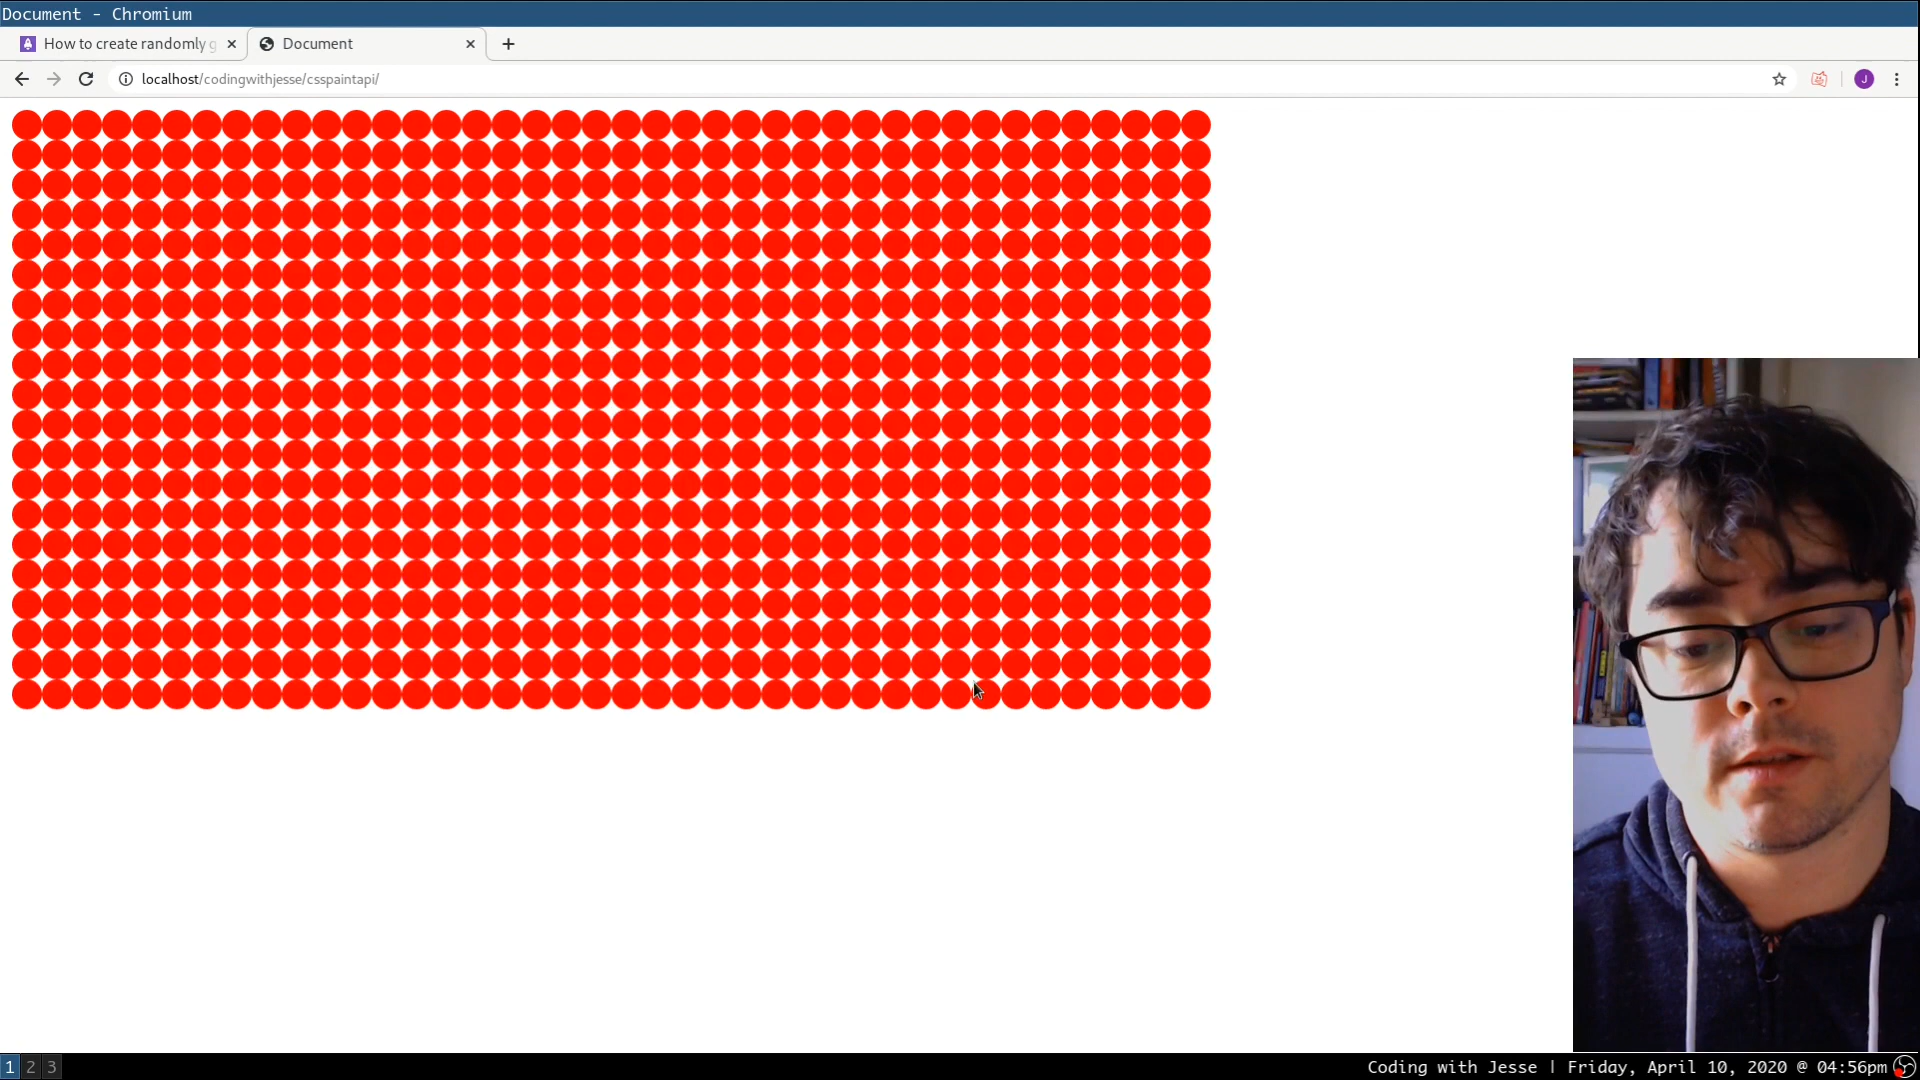 Document - Chromium
How to create randomly g
Document
localhost/codingwithjesse/csspaintapi/
J
1 2 3
Coding with Jesse | Friday, April 10, 2020 @ 04:56pm